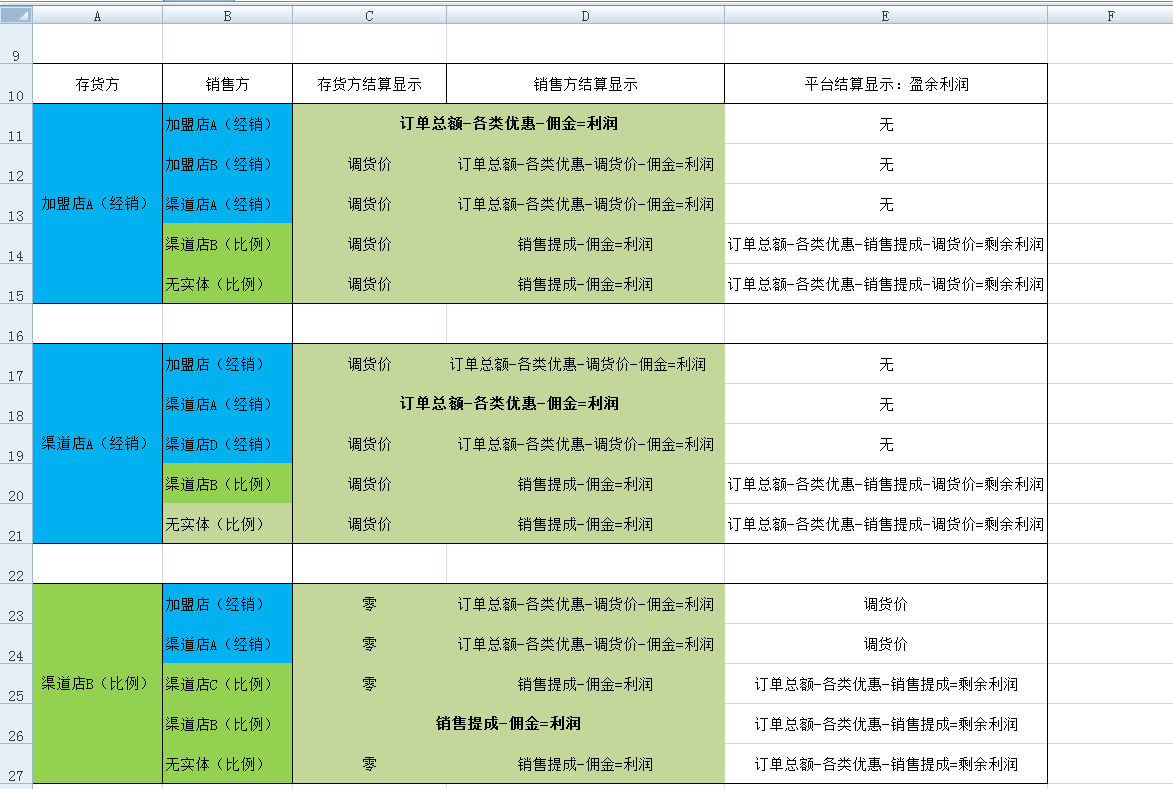 A B C D E F
9
10 存货方 销售方 存货方结算显示 销售方结算显示 平台结算显示：盈余利润
11 加盟店A（经销） 订单总额-各类优惠-佣金=利润 无
12 加盟店B（经销） 调货价 订单总额-各类优惠-调货价-佣金=利润 无
13 加盟店A（经销） 渠道店A（经销） 调货价 订单总额-各类优惠-调货价-佣金=利润 无
14 渠道店B（比例） 调货价 销售提成-佣金=利润 订单总额-各类优惠-销售提成-调货价=剩余利润
15 无实体（比例） 调货价 销售提成-佣金=利润 订单总额-各类优惠-销售提成-调货价=剩余利润
16
17 加盟店（经销） 调货价 订单总额-各类优惠-调货价-佣金=利润 无
18 渠道店A（经销） 订单总额-各类优惠-佣金=利润 无
19 渠道店A（经销） 渠道店D（经销） 调货价 订单总额-各类优惠-调货价-佣金=利润 无
20 渠道店B（比例） 调货价 销售提成-佣金=利润 订单总额-各类优惠-销售提成-调货价=剩余利润
21 无实体（比例） 调货价 销售提成-佣金=利润 订单总额-各类优惠-销售提成-调货价=剩余利润
22
23 加盟店（经销） 零 订单总额-各类优惠-调货价-佣金=利润 调货价
24 渠道店A（经销） 零 订单总额-各类优惠-调货价-佣金=利润 调货价
25 渠道店B（比例） 渠道店C（比例） 零 销售提成-佣金=利润 订单总额-各类优惠-销售提成=剩余利润
26 渠道店B（比例） 销售提成-佣金=利润 订单总额-各类优惠-销售提成=剩余利润
27 无实体（比例） 零 销售提成-佣金=利润 订单总额-各类优惠-销售提成=剩余利润